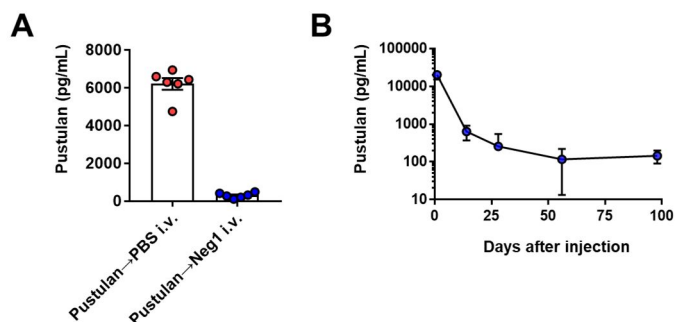 A
Pustulan (pg/mL)
8000
6000
4000
2000
0
Pustulan→PBS i.v.
Pustulan→Neg1 i.v.
B
Pustulan (pg/mL)
100000
10000
1000
100
10
0
25
50
75
100
Days after injection